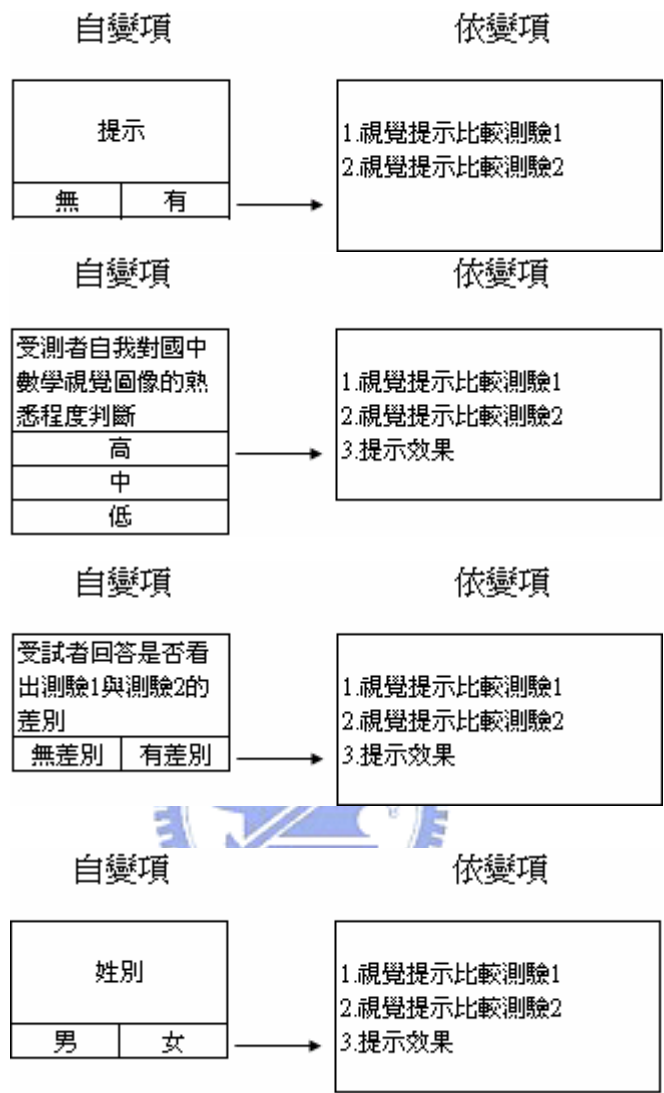 自變項 依變項
提示
無 有
1.視覺提示比較測驗1
2.視覺提示比較測驗2
自變項 依變項
受測者自我對國中
數學視覺圖像的熟
悉程度判斷
高
中
低
1.視覺提示比較測驗1
2.視覺提示比較測驗2
3.提示效果
自變項 依變項
受試者回答是否看
出測驗1與測驗2的
差別
無差別 有差別
1.視覺提示比較測驗1
2.視覺提示比較測驗2
3.提示效果
自變項 依變項
姓別
男 女
1.視覺提示比較測驗1
2.視覺提示比較測驗2
3.提示效果